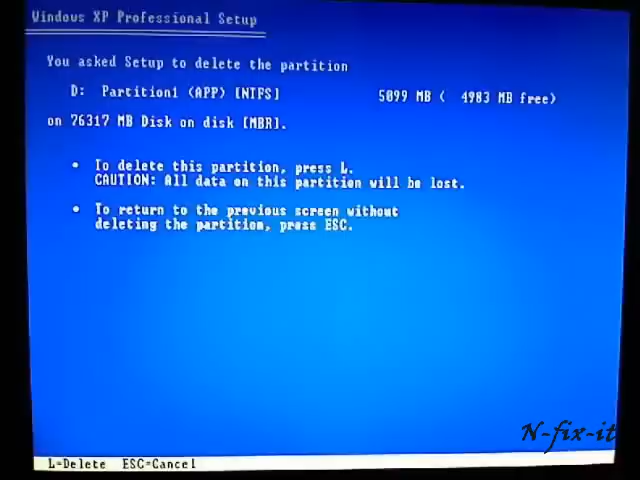 Windows XP Professional Setup
You asked Setup to delete the partition
D: Partition1 (APP) [NTFS] 5099 MB ( 4983 MB free)
on 76317 MB Disk on disk [MBR].
• To delete this partition, press L.
CAUTION: All data on this partition will be lost.
• To return to the previous screen without
deleting the partition, press ESC.
N-fix-it
L=Delete ESC=Cancel